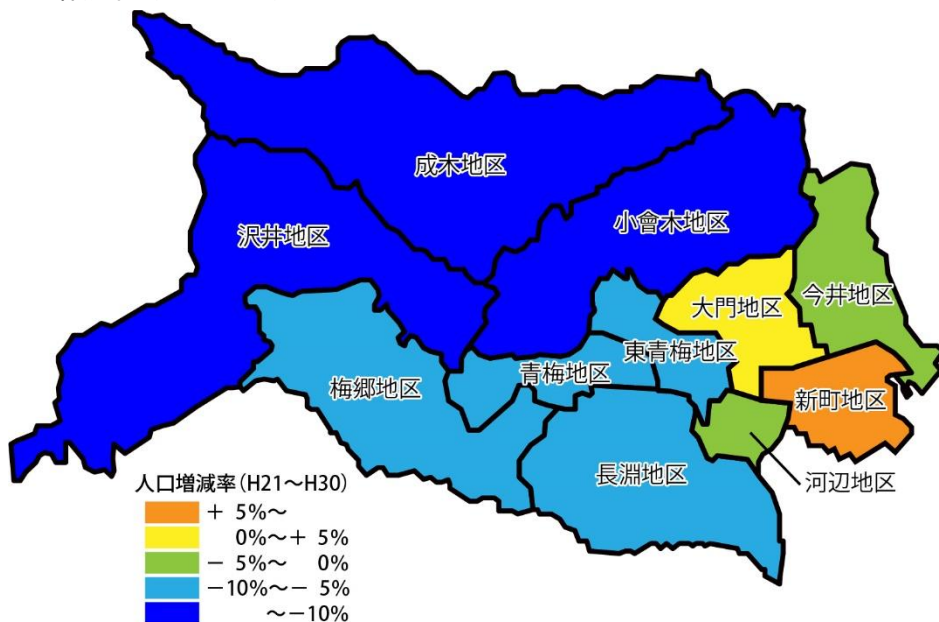 成木地区
沢井地区
小曾木地区
大門地区
今井地区
東青梅地区
青梅地区
梅郷地区
新町地区
長淵地区
河辺地区
人口増減率(H21～H30)
＋ 5%～
0%～＋ 5%
－ 5%～ 0%
－10%～－ 5%
～－10%